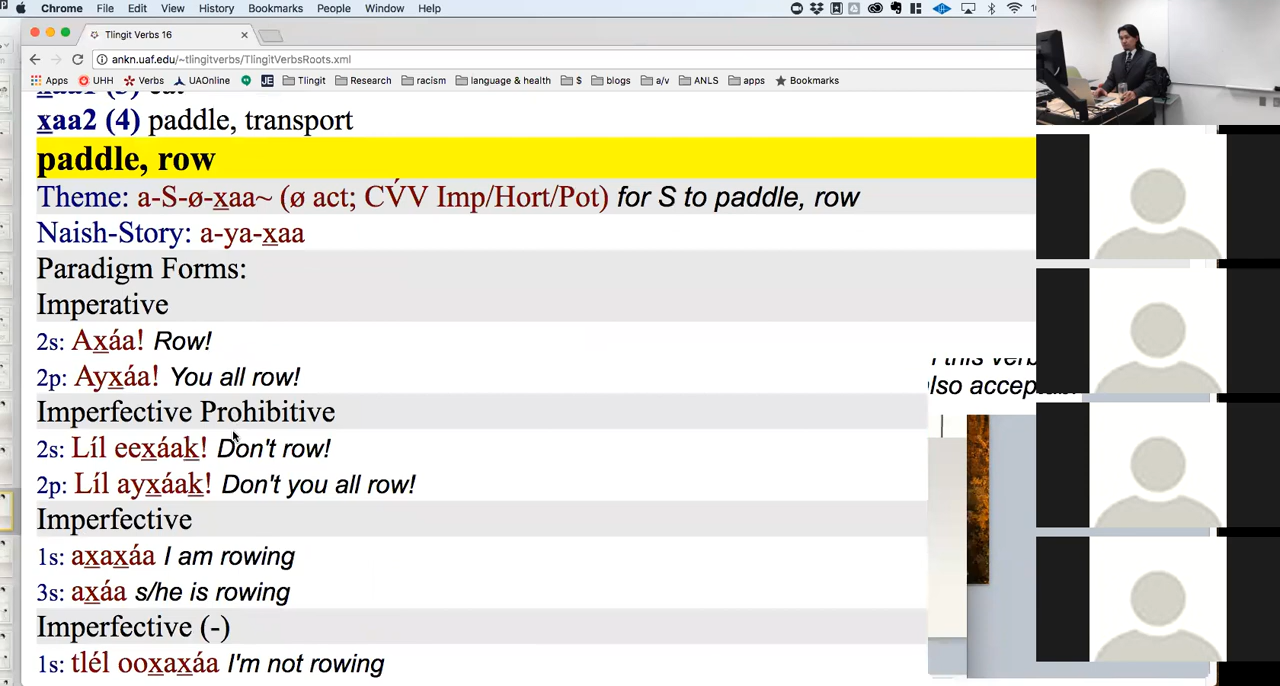 Chrome File Edit View History Bookmarks People Window Help
Tlingit Verbs 16
ankn.uaf.edu/~tlingitverbs/TlingitVerbsRoots.xml
Apps UHH Verbs UAOnline JE Tlingit Research racism language & health $ blogs a/v ANLS apps Bookmarks
x̲aa2 (4) paddle, transport
paddle, row
Theme: a-S-ø-x̲aa~ (ø act; CV́V Imp/Hort/Pot) for S to paddle, row
Naish-Story: a-ya-x̲aa
Paradigm Forms:
Imperative
2s: Ax̲áa! Row!
2p: Ayx̲áa! You all row!
this verb
also
Imperfective Prohibitive
2s: Líl eex̲áak̲! Don't row!
2p: Líl ayx̲áak̲! Don't you all row!
Imperfective
1s: ax̲ax̲áa I am rowing
3s: ax̲áa s/he is rowing
Imperfective (-)
1s: tlél oox̲ax̲áa I'm not rowing